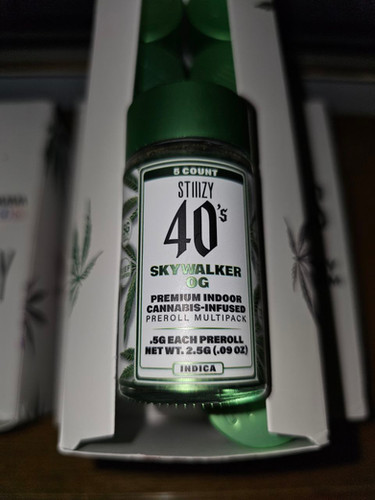 5 COUNT
STIIIZY
40's
SKYWALKER
OG
PREMIUM INDOOR
CANNABIS-INFUSED
PREROLL MULTIPACK
.5G EACH PREROLL
NET WT. 2.5G (.09 OZ)
INDICA